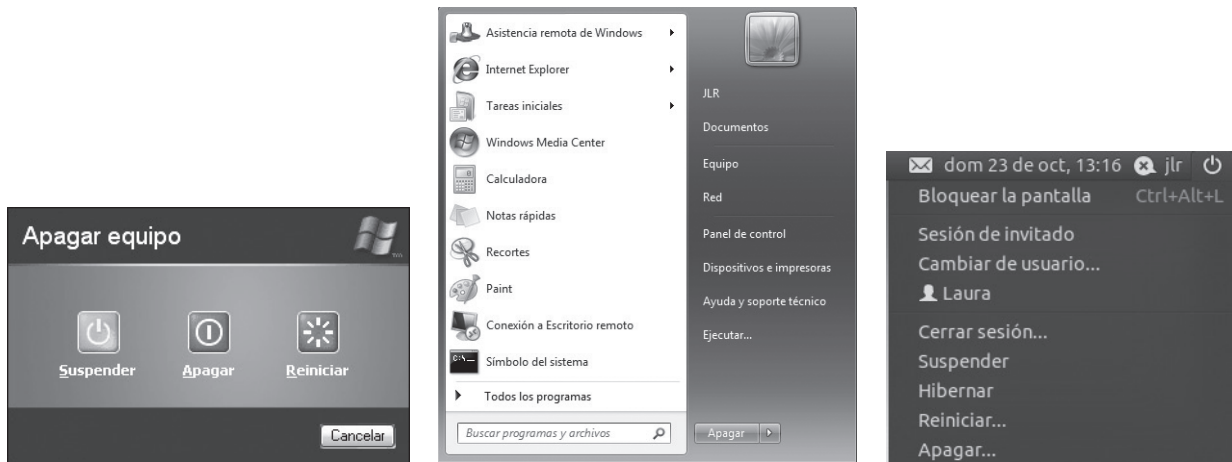 Apagar equipo
Suspender
Apagar
Reiniciar
Cancelar
Asistencia remota de Windows
Internet Explorer
Tareas iniciales
Windows Media Center
Calculadora
Notas rápidas
Recortes
Paint
Conexión a Escritorio remoto
Símbolo del sistema
Todos los programas
Buscar programas y archivos
JLR
Documentos
Equipo
Red
Panel de control
Dispositivos e impresoras
Ayuda y soporte técnico
Ejecutar...
Apagar
dom 23 de oct, 13:16 jlr
Bloquear la pantalla Ctrl+Alt+L
Sesión de invitado
Cambiar de usuario...
Laura
Cerrar sesión...
Suspender
Hibernar
Reiniciar...
Apagar...